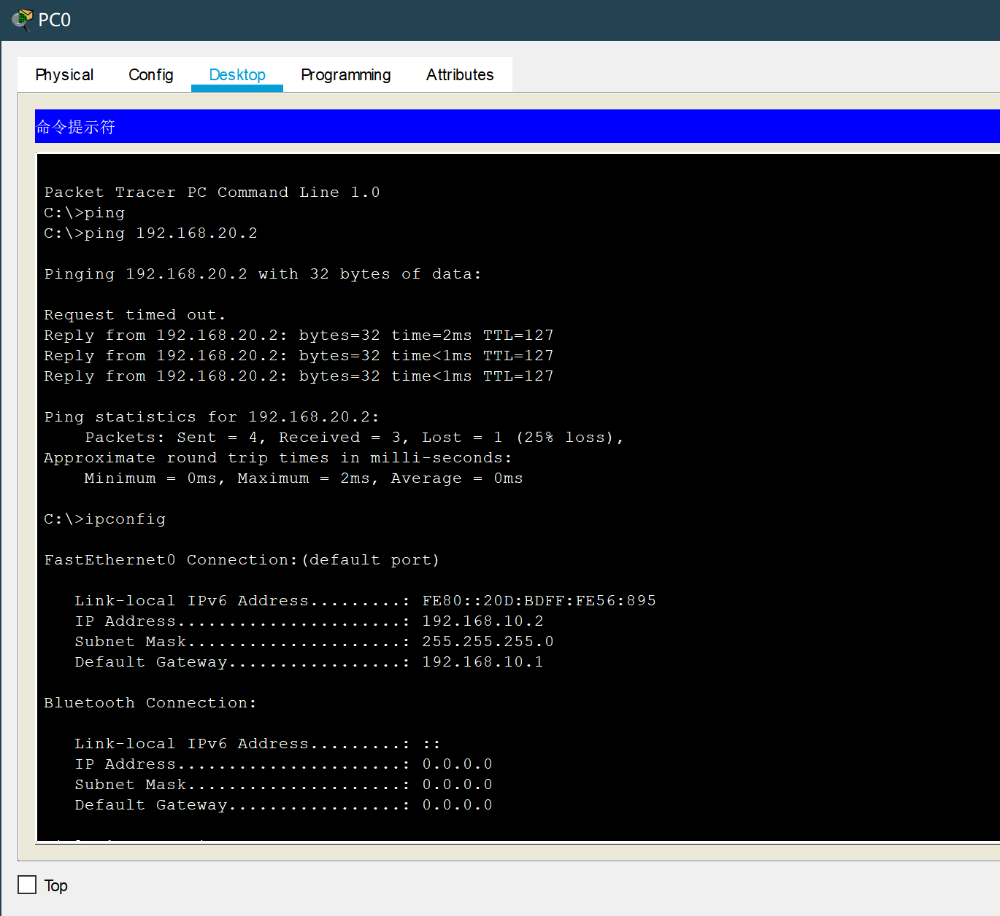 PC0
Physical Config Desktop Programming Attributes
命令提示符
Packet Tracer PC Command Line 1.0
C:\>ping
C:\>ping 192.168.20.2
Pinging 192.168.20.2 with 32 bytes of data:
Request timed out.
Reply from 192.168.20.2: bytes=32 time=2ms TTL=127
Reply from 192.168.20.2: bytes=32 time<1ms TTL=127
Reply from 192.168.20.2: bytes=32 time<1ms TTL=127
Ping statistics for 192.168.20.2:
    Packets: Sent = 4, Received = 3, Lost = 1 (25% loss),
Approximate round trip times in milli-seconds:
    Minimum = 0ms, Maximum = 2ms, Average = 0ms
C:\>ipconfig
FastEthernet0 Connection:(default port)
   Link-local IPv6 Address.........: FE80::20D:BDFF:FE56:895
   IP Address......................: 192.168.10.2
   Subnet Mask.....................: 255.255.255.0
   Default Gateway.................: 192.168.10.1
Bluetooth Connection:
   Link-local IPv6 Address.........: ::
   IP Address......................: 0.0.0.0
   Subnet Mask.....................: 0.0.0.0
   Default Gateway.................: 0.0.0.0
Top